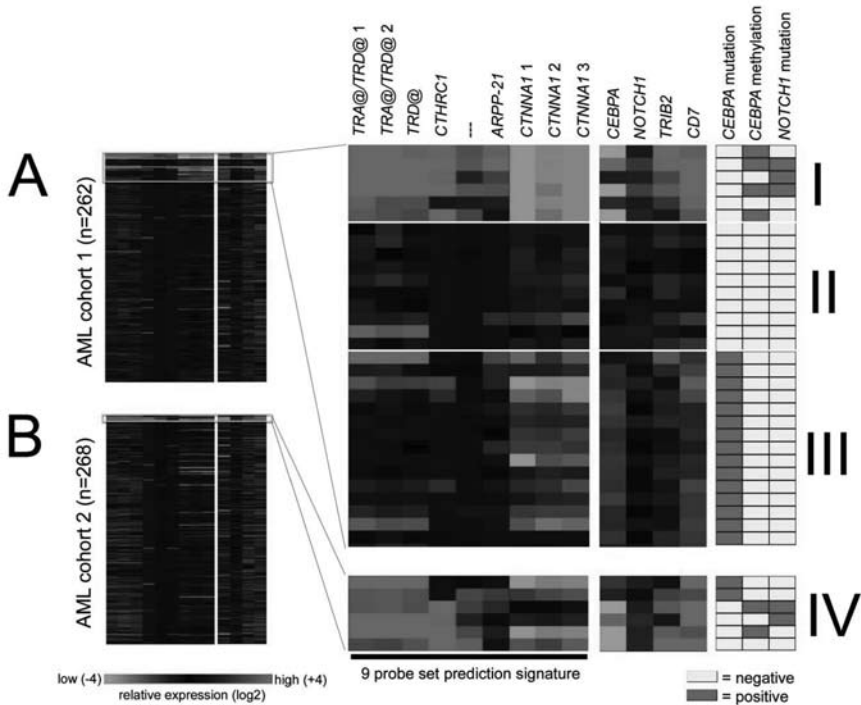 TRA@/TRD@ 1
TRA@/TRD@ 2
TRD@
CTHRC1
---
ARPP-21
CTNNA1 1
CTNNA1 2
CTNNA1 3
CEBPA
NOTCH1
TRIB2
CD7
CEBPA mutation
CEBPA methylation
NOTCH1 mutation
A
AML cohort 1 (n=262)
I
II
III
B
AML cohort 2 (n=268)
IV
low (-4)
high (+4)
relative expression (log2)
9 probe set prediction signature
= negative
= positive